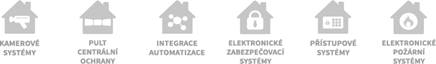 KAMEROVÉ
SYSTÉMY
PULT
CENTRÁLNÍ
OCHRANY
INTEGRACE
AUTOMATIZACE
ELEKTRONICKÉ
ZABEZPEČOVACÍ
SYSTÉMY
PŘÍSTUPOVÉ
SYSTÉMY
ELEKTRONICKÉ
POŽÁRNÍ
SYSTÉMY